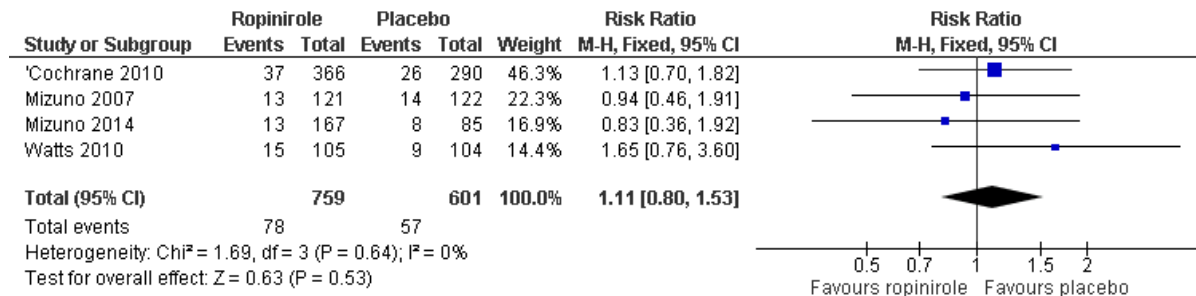 Ropinirole Placebo Risk Ratio Risk Ratio
Study or Subgroup Events Total Events Total Weight M-H, Fixed, 95% CI M-H, Fixed, 95% CI
'Cochrane 2010 37 366 26 290 46.3% 1.13 [0.70, 1.82]
Mizuno 2007 13 121 14 122 22.3% 0.94 [0.46, 1.91]
Mizuno 2014 13 167 8 85 16.9% 0.83 [0.36, 1.92]
Watts 2010 15 105 9 104 14.4% 1.65 [0.76, 3.60]
Total (95% CI) 759 601 100.0% 1.11 [0.80, 1.53]
Total events 78 57
Heterogeneity: Chi² = 1.69, df = 3 (P = 0.64); I² = 0%
Test for overall effect: Z = 0.63 (P = 0.53)
0.5 0.7 1 1.5 2
Favours ropinirole Favours placebo